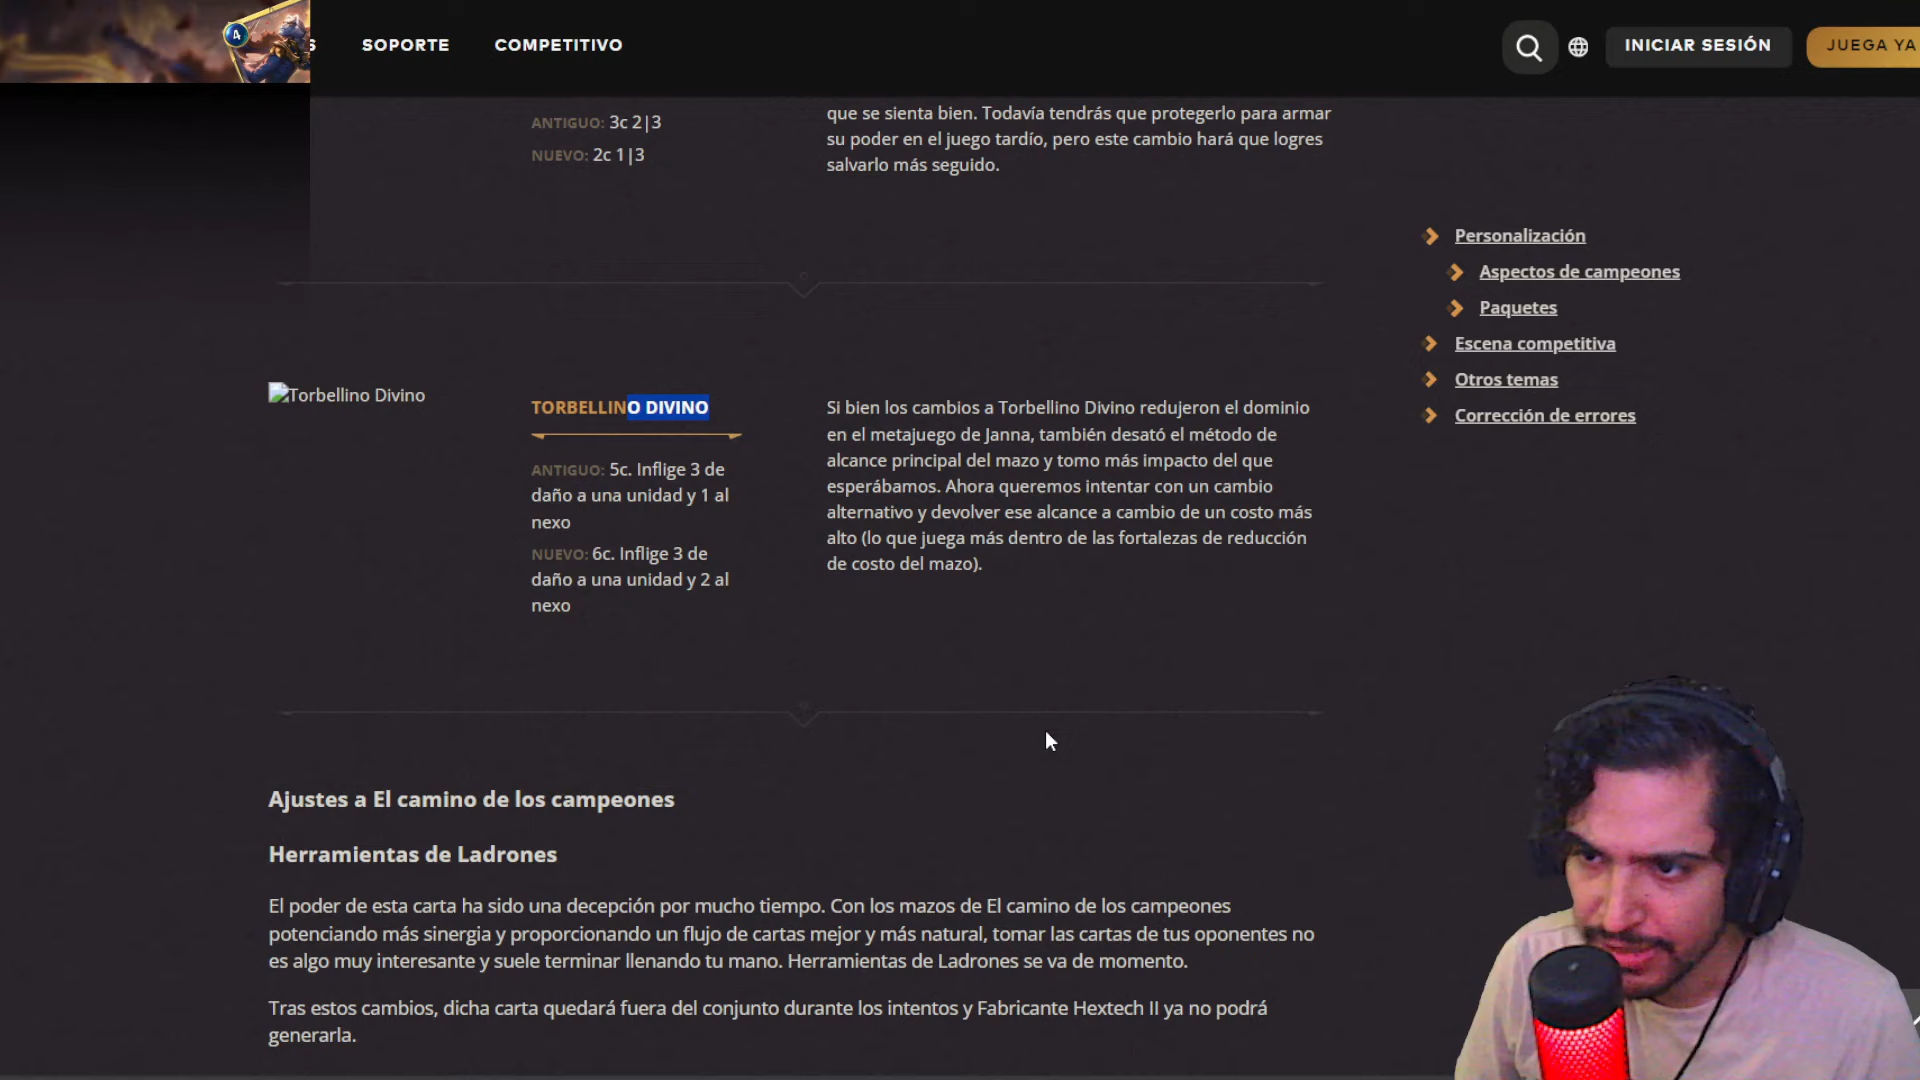 4
S
SOPORTE
COMPETITIVO
INICIAR SESIÓN
JUEGA YA
ANTIGUO: 3c 2|3
NUEVO: 2c 1|3
que se sienta bien. Todavía tendrás que protegerlo para armar
su poder en el juego tardío, pero este cambio hará que logres
salvarlo más seguido.
Personalización
Aspectos de campeones
Paquetes
Escena competitiva
Otros temas
Corrección de errores
Torbellino Divino
TORBELLINO DIVINO
ANTIGUO: 5c. Inflige 3 de
daño a una unidad y 1 al
nexo
NUEVO: 6c. Inflige 3 de
daño a una unidad y 2 al
nexo
Si bien los cambios a Torbellino Divino redujeron el dominio
en el metajuego de Janna, también desató el método de
alcance principal del mazo y tomo más impacto del que
esperábamos. Ahora queremos intentar con un cambio
alternativo y devolver ese alcance a cambio de un costo más
alto (lo que juega más dentro de las fortalezas de reducción
de costo del mazo).
Ajustes a El camino de los campeones
Herramientas de Ladrones
El poder de esta carta ha sido una decepción por mucho tiempo. Con los mazos de El camino de los campeones
potenciando más sinergia y proporcionando un flujo de cartas mejor y más natural, tomar las cartas de tus oponentes no
es algo muy interesante y suele terminar llenando tu mano. Herramientas de Ladrones se va de momento.
Tras estos cambios, dicha carta quedará fuera del conjunto durante los intentos y Fabricante Hextech II ya no podrá
generarla.